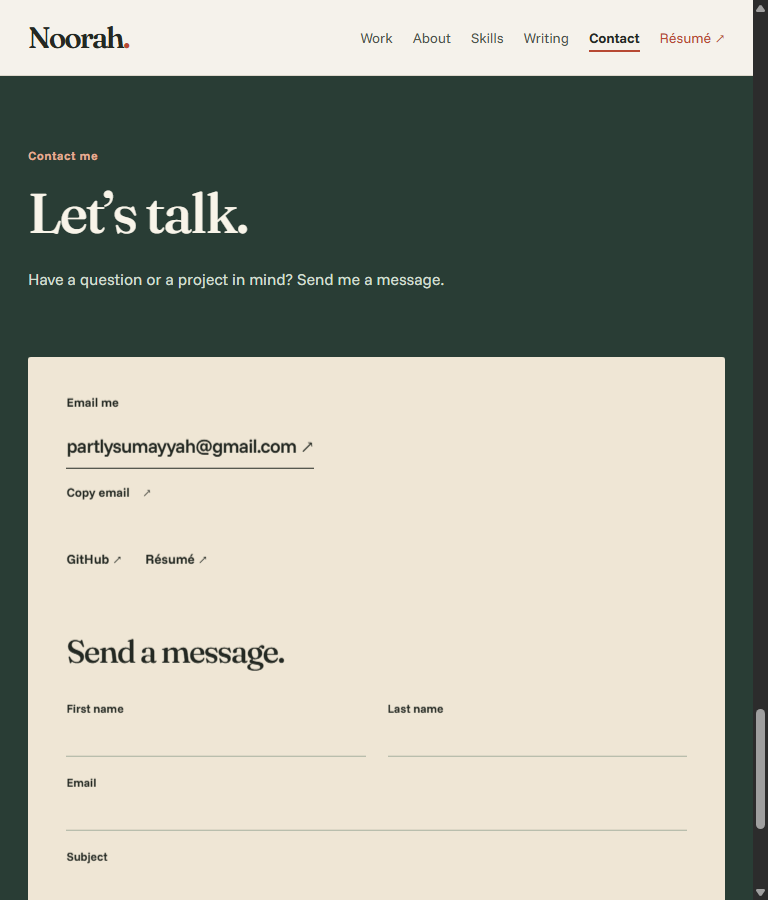 Noorah.
Work About Skills Writing Contact Résumé ↗
Contact me
Let’s talk.
Have a question or a project in mind? Send me a message.
Email me
partlysumayyah@gmail.com ↗
Copy email ↗
GitHub ↗ Résumé ↗
Send a message.
First name Last name
Email
Subject